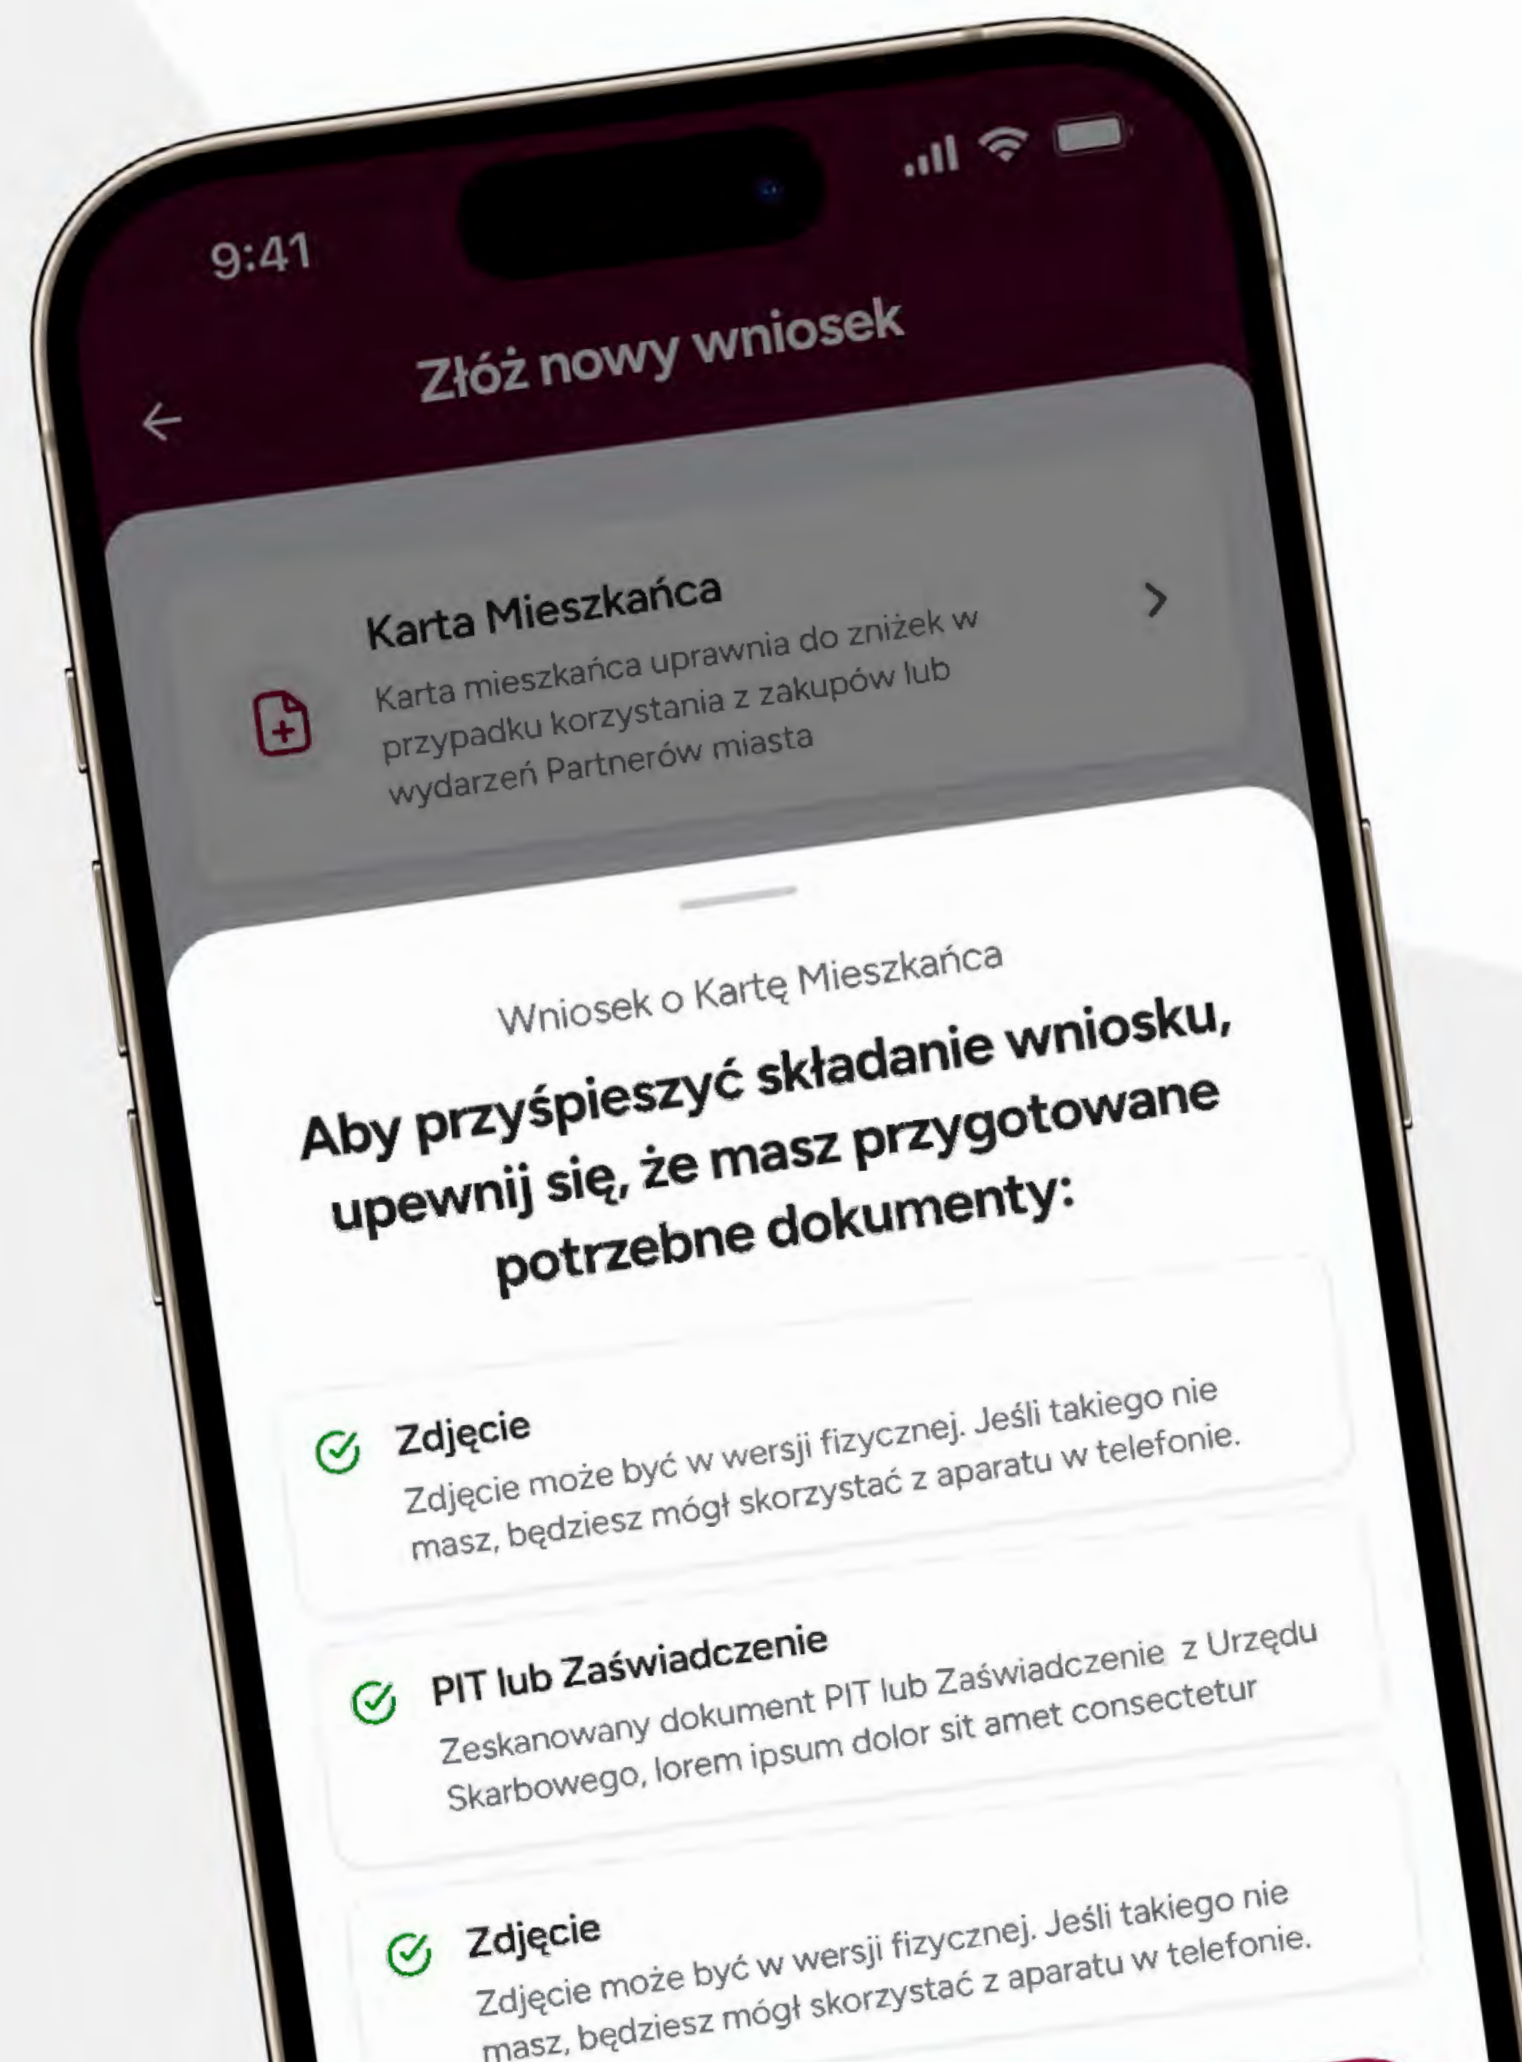 9:41
Złóż nowy wniosek
Karta Mieszkańca
Karta mieszkańca uprawnia do zniżek w
przypadku korzystania z zakupów lub
wydarzeń Partnerów miasta
Wniosek o Kartę Mieszkańca
Aby przyśpieszyć składanie wniosku,
upewnij się, że masz przygotowane
potrzebne dokumenty:
Zdjęcie
Zdjęcie może być w wersji fizycznej. Jeśli takiego nie
masz, będziesz mógł skorzystać z aparatu w telefonie.
PIT lub Zaświadczenie
Zeskanowany dokument PIT lub Zaświadczenie z Urzędu
Skarbowego, lorem ipsum dolor sit amet consectetur
Zdjęcie
Zdjęcie może być w wersji fizycznej. Jeśli takiego nie
masz, będziesz mógł skorzystać z aparatu w telefonie.